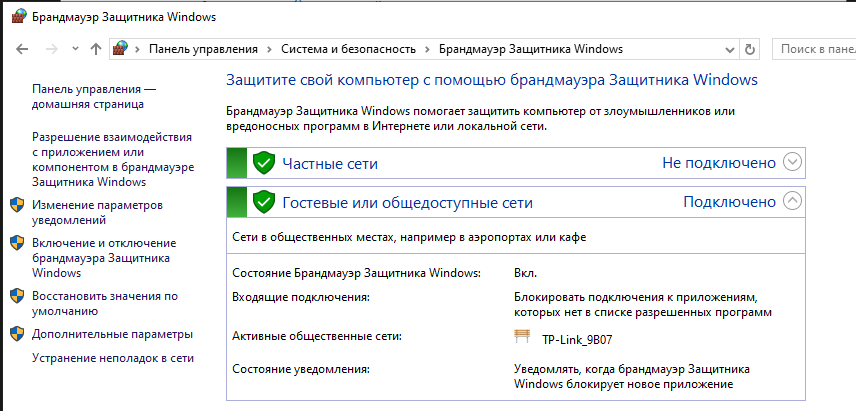 Брандмауэр Защитника Windows
Панель управления › Система и безопасность › Брандмауэр Защитника Windows
Поиск в пане
Панель управления —
домашняя страница
Разрешение взаимодействия
с приложением или
компонентом в брандмауэре
Защитника Windows
Изменение параметров
уведомлений
Включение и отключение
брандмауэра Защитника
Windows
Восстановить значения по
умолчанию
Дополнительные параметры
Устранение неполадок в сети
Защитите свой компьютер с помощью брандмауэра Защитника Windows
Брандмауэр Защитника Windows помогает защитить компьютер от злоумышленников или
вредоносных программ в Интернете или локальной сети.
Частные сети Не подключено
Гостевые или общедоступные сети Подключено
Сети в общественных местах, например в аэропортах или кафе
Состояние Брандмауэр Защитника Windows: Вкл.
Входящие подключения: Блокировать подключения к приложениям,
которых нет в списке разрешенных программ
Активные общественные сети: TP-Link_9B07
Состояние уведомления: Уведомлять, когда брандмауэр Защитника
Windows блокирует новое приложение